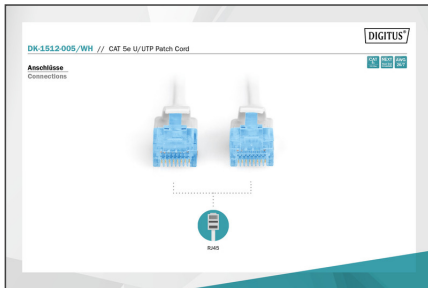 DIGITUS®
DK-1512-005/WH // CAT 5e U/UTP Patch Cord
Anschlüsse
Connections
RJ45